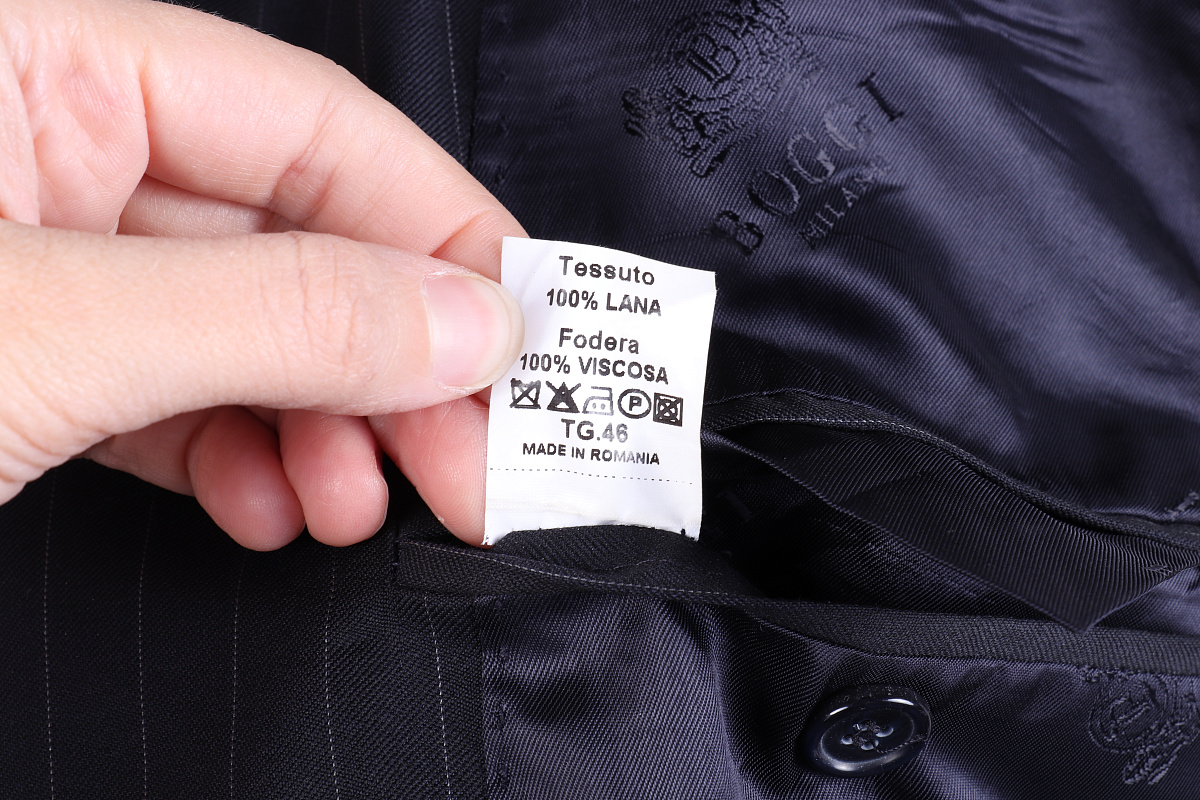 BOGGI
MILANO
Tessuto
100% LANA
Fodera
100% VISCOSA
P
TG.46
MADE IN ROMANIA